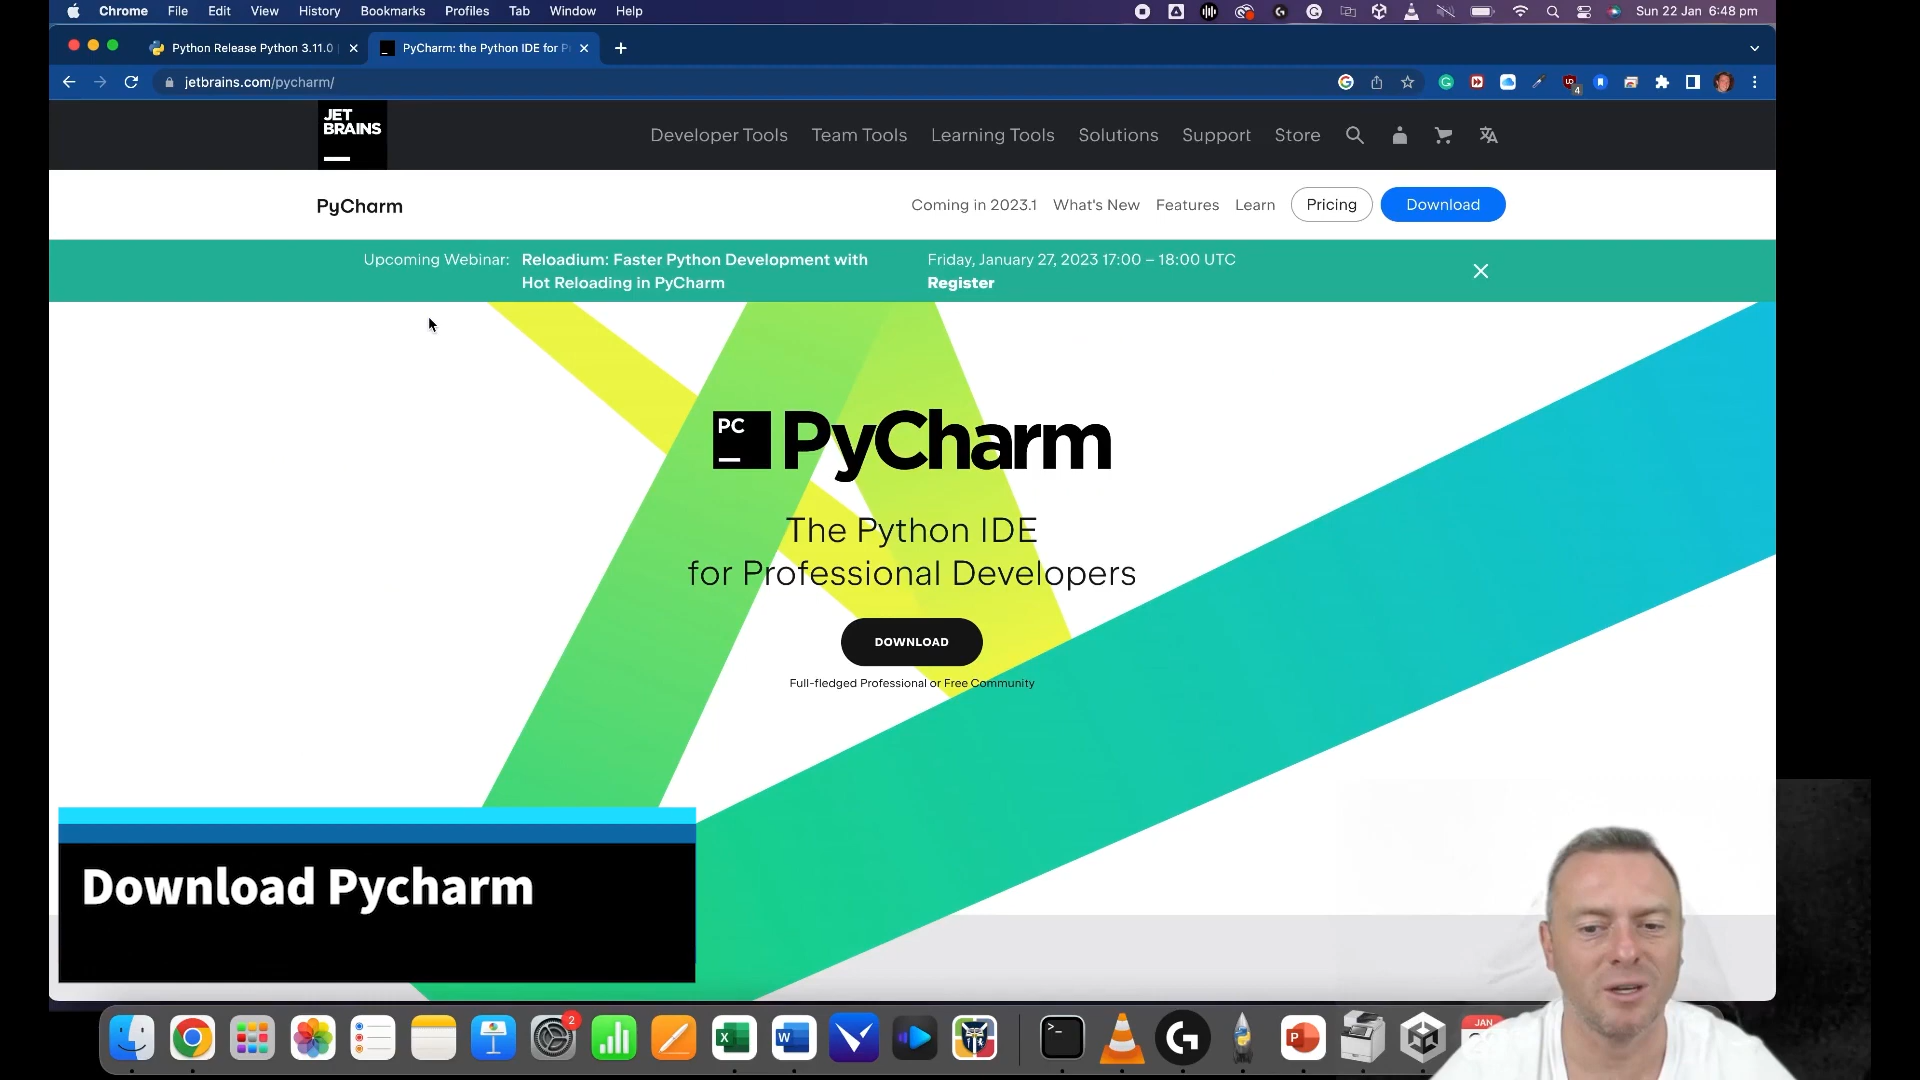 Chrome File Edit View History Bookmarks Profiles Tab Window Help
Sun 22 Jan 6:48 pm
Python Release Python 3.11.0
PyCharm: the Python IDE for P
jetbrains.com/pycharm/
4
JET
BRAINS
Developer Tools Team Tools Learning Tools Solutions Support Store
PyCharm
Coming in 2023.1 What's New Features Learn Pricing Download
Upcoming Webinar: Reloadium: Faster Python Development with
Hot Reloading in PyCharm
Friday, January 27, 2023 17:00 – 18:00 UTC
Register
PC
PyCharm
The Python IDE
for Professional Developers
DOWNLOAD
Full-fledged Professional or Free Community
Download Pycharm
2
X
W
>_
P
JAN